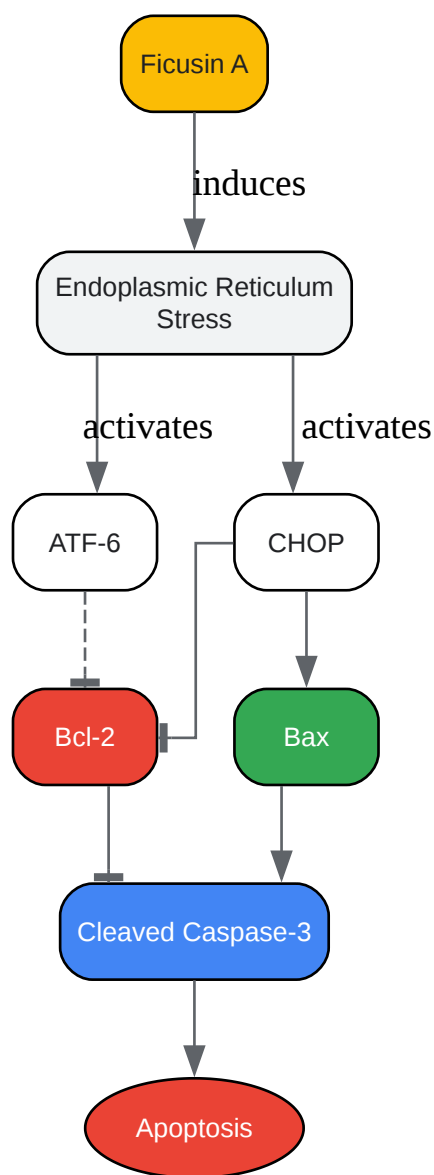 Ficusin A
induces
Endoplasmic Reticulum
Stress
activates
activates
ATF-6
CHOP
Bcl-2
Bax
Cleaved Caspase-3
Apoptosis